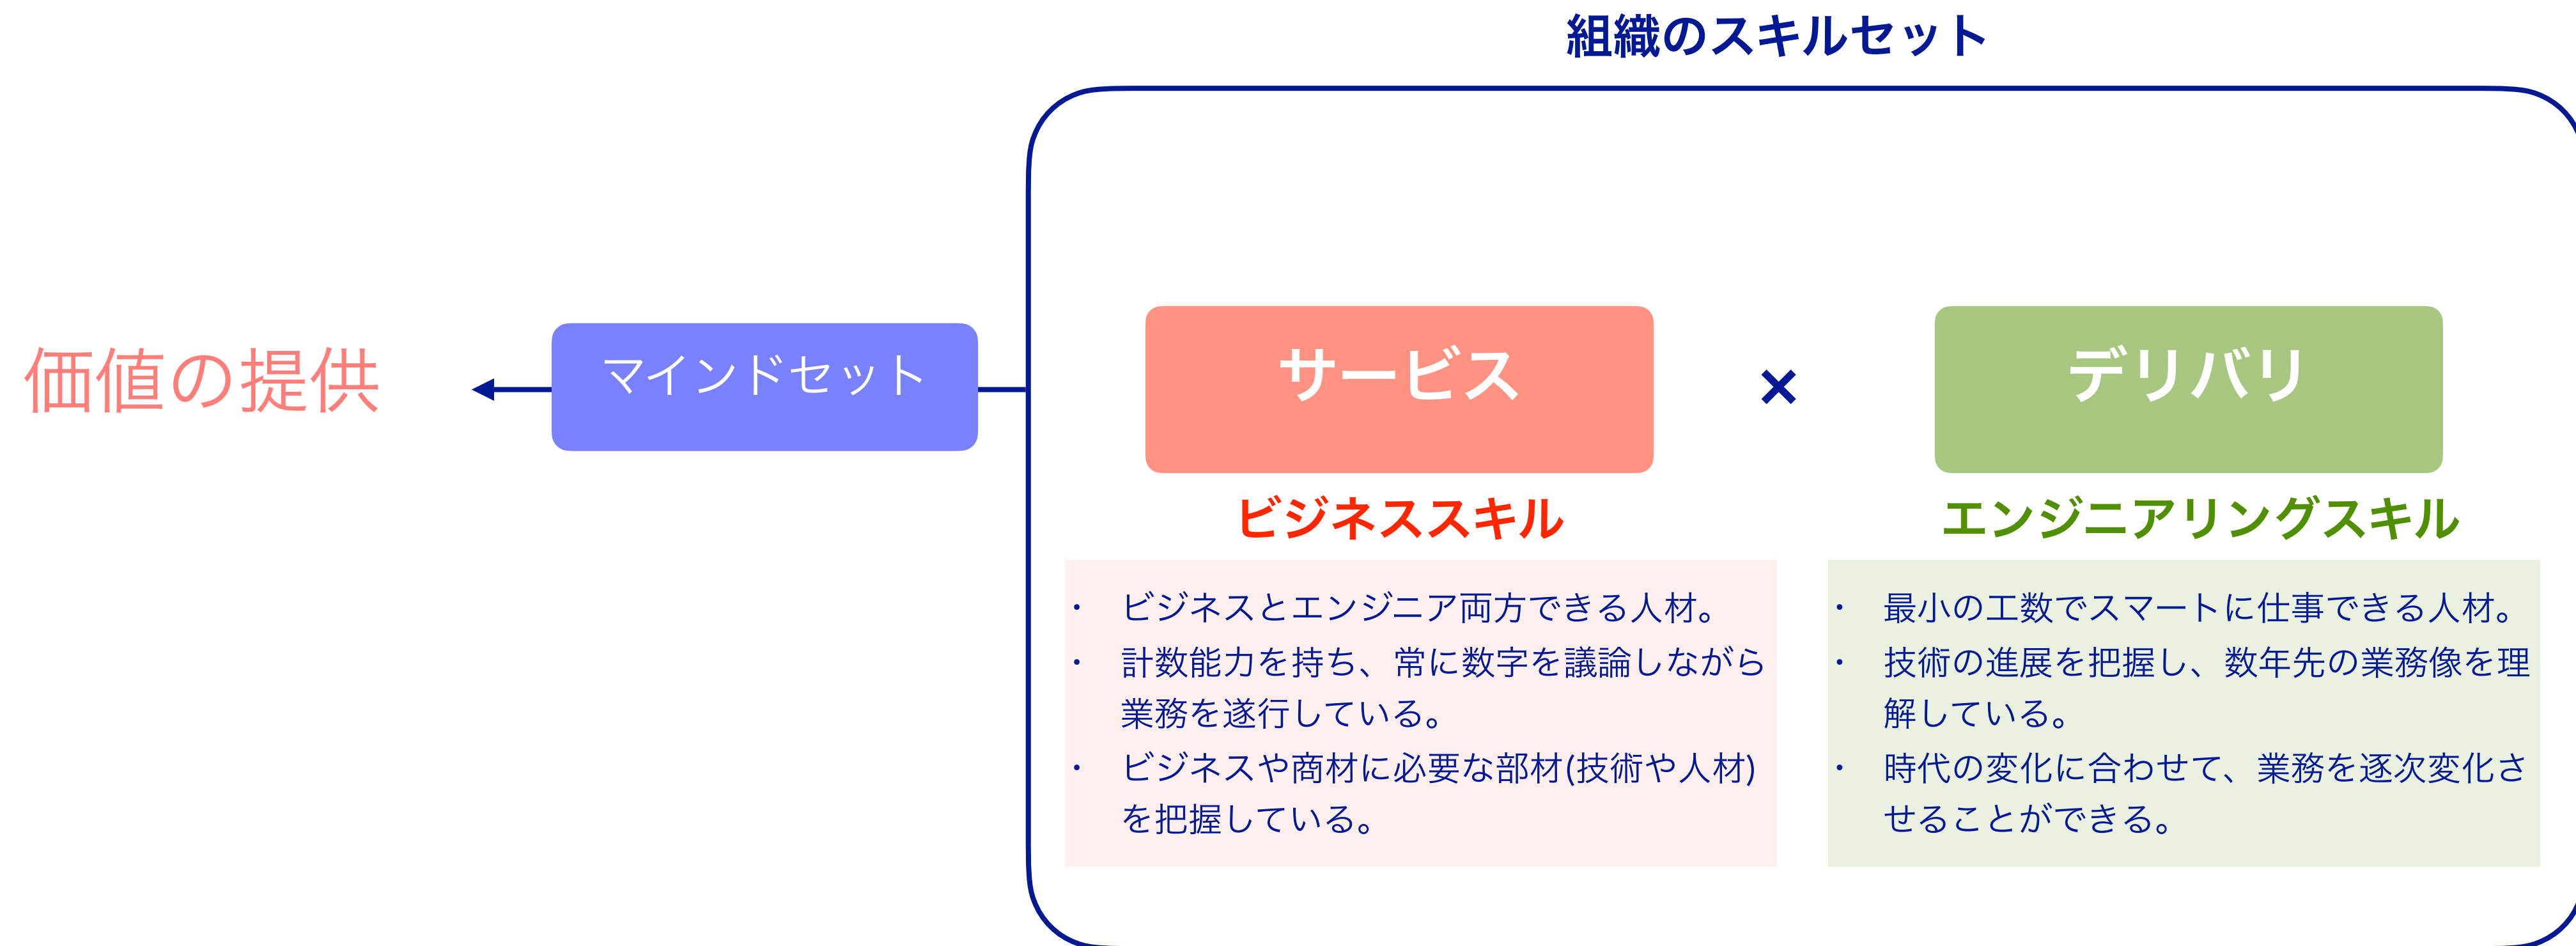 組織のスキルセット
価値の提供
マインドセット
サービス
×
デリバリ
ビジネススキル
・ ビジネスとエンジニア両方できる人材。
・ 計数能力を持ち、常に数字を議論しながら
業務を遂行している。
・ ビジネスや商材に必要な部材(技術や人材)
を把握している。
エンジニアリングスキル
・ 最小の工数でスマートに仕事できる人材。
・ 技術の進展を把握し、数年先の業務像を理
解している。
・ 時代の変化に合わせて、業務を逐次変化さ
せることができる。